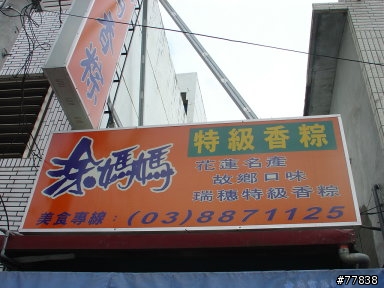 涂媽媽
特級香粽
花蓮名產
故鄉口味
瑞穗特級香粽
美食專線：(03)8871125
#77838